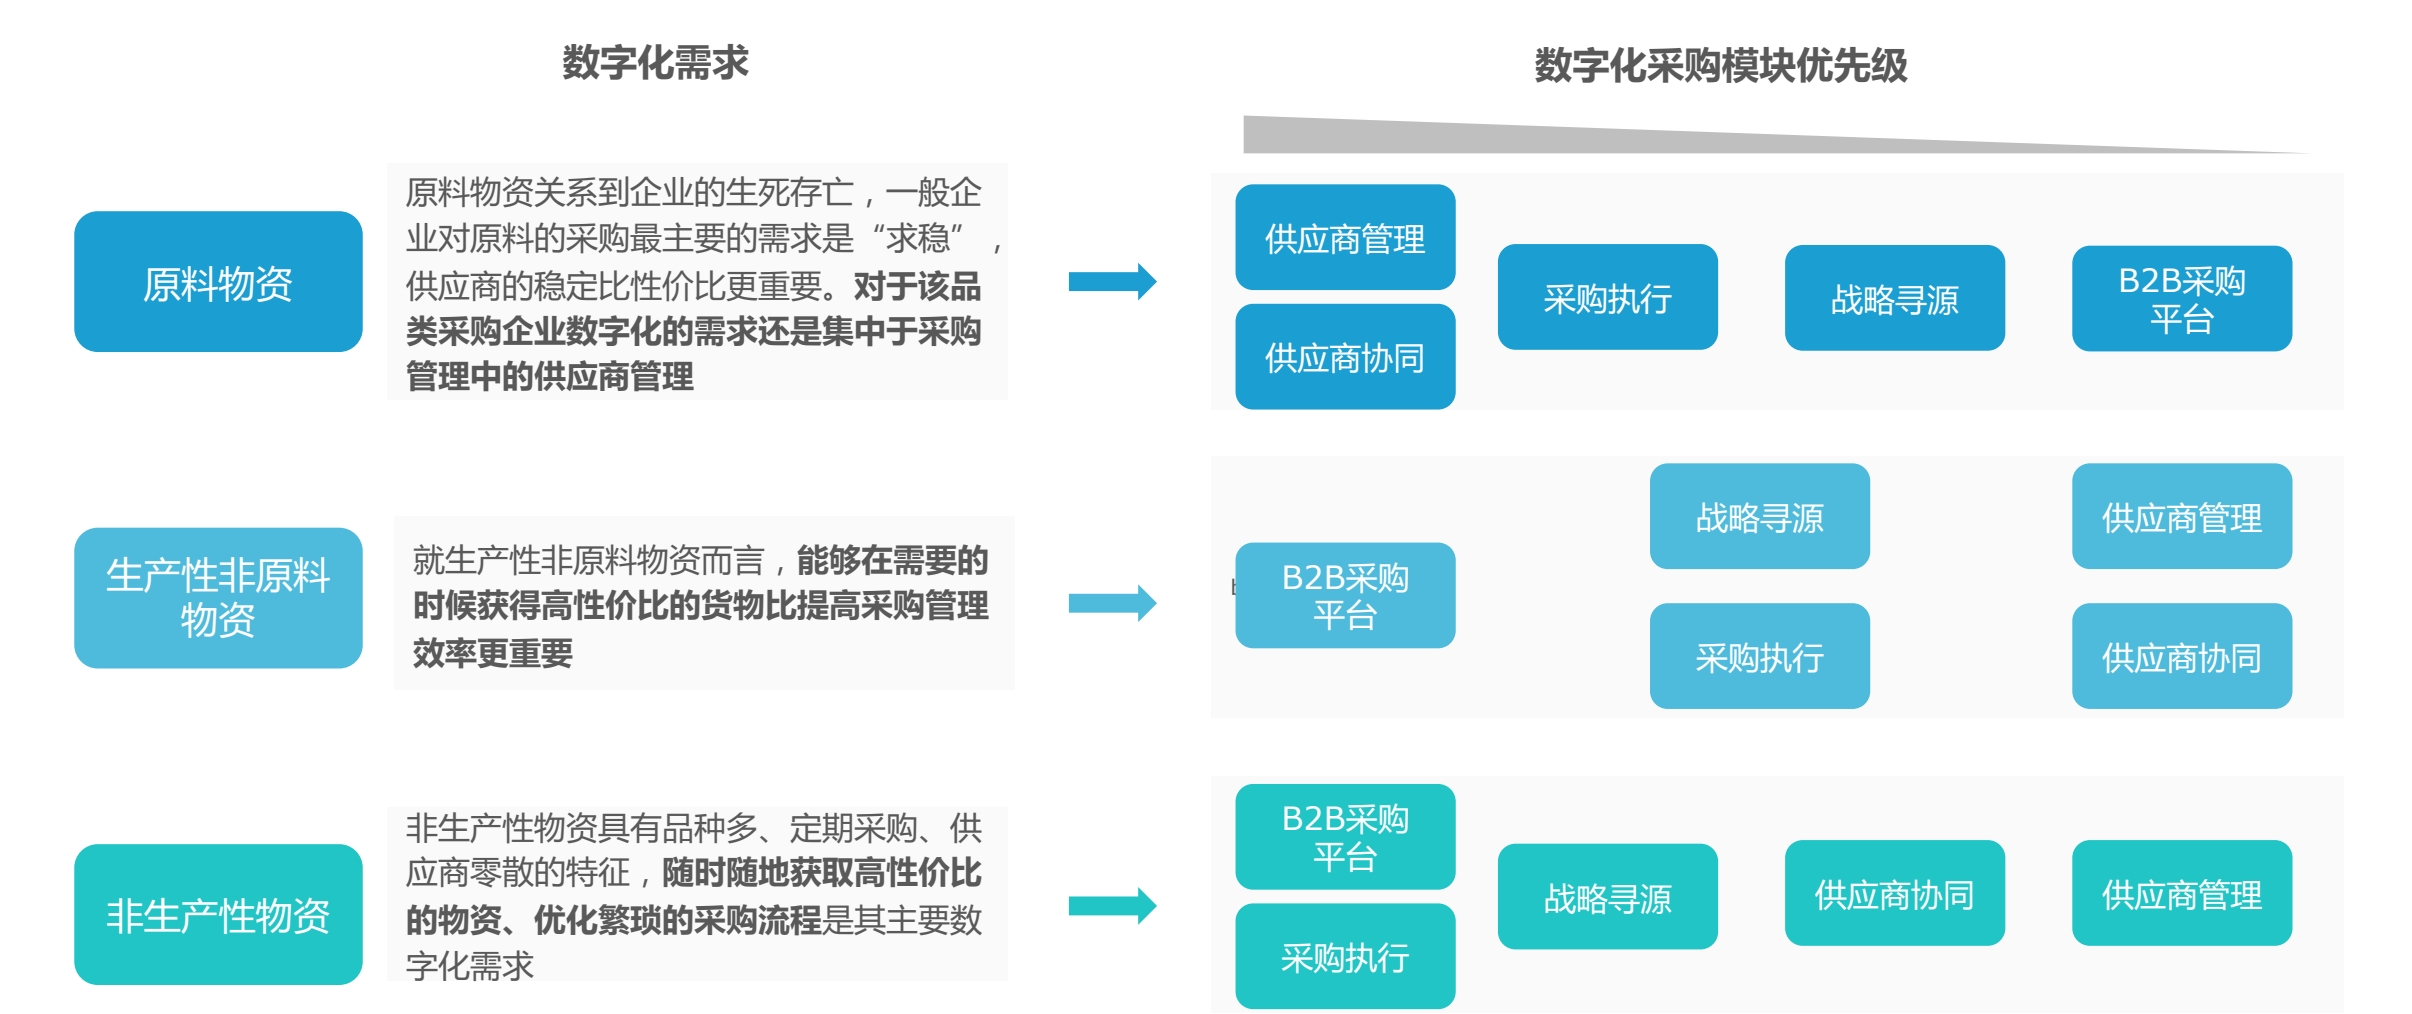 数字化需求
数字化采购模块优先级
原料物资
原料物资关系到企业的生死存亡，一般企
业对原料的采购最主要的需求是“求稳”，
供应商的稳定比性价比更重要。对于该品
类采购企业数字化的需求还是集中于采购
管理中的供应商管理
供应商管理
供应商协同
采购执行
战略寻源
B2B采购
平台
生产性非原料
物资
就生产性非原料物资而言，能够在需要的
时候获得高性价比的货物比提高采购管理
效率更重要
B2B采购
平台
战略寻源
采购执行
供应商管理
供应商协同
非生产性物资
非生产性物资具有品种多、定期采购、供
应商零散的特征，随时随地获取高性价比
的物资、优化繁琐的采购流程是其主要数
字化需求
B2B采购
平台
采购执行
战略寻源
供应商协同
供应商管理